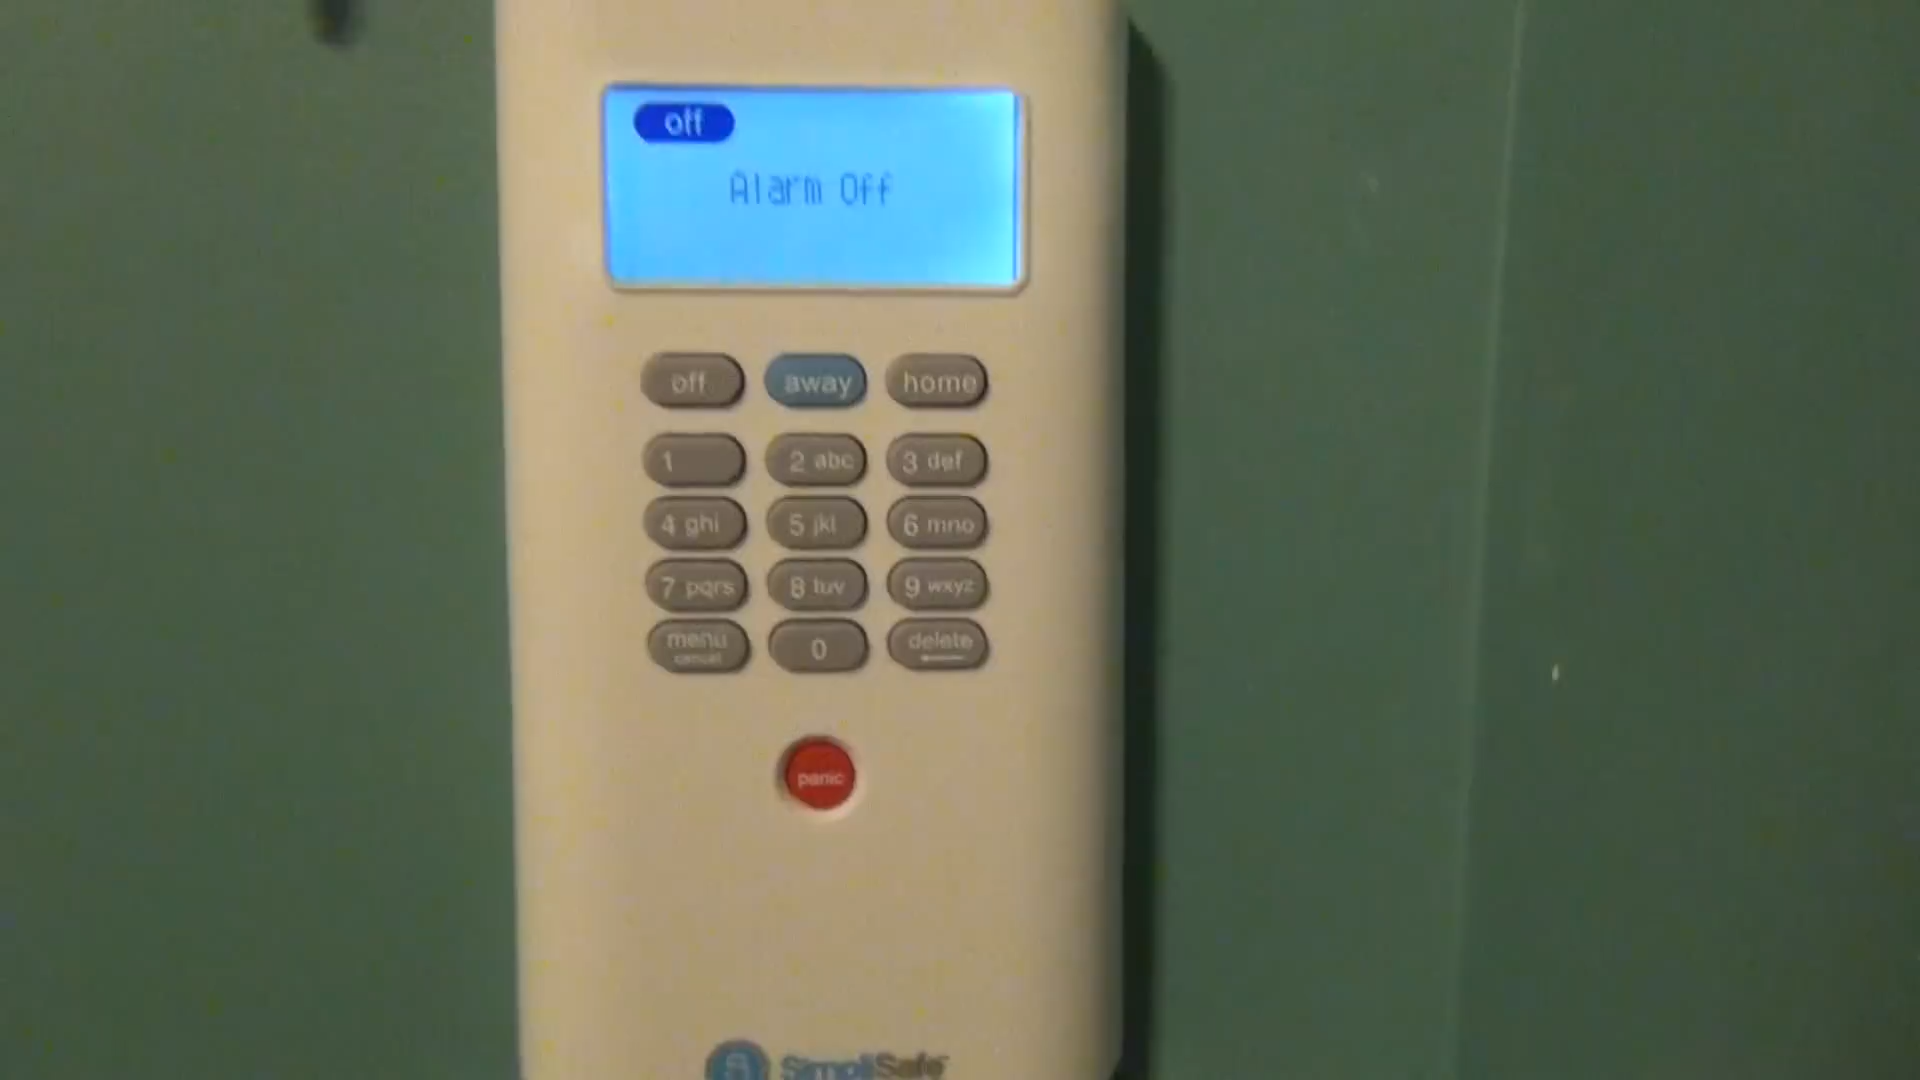 off
Alarm Off
off away home
1 2 abc 3 def
4 ghi 5 jkl 6 mno
7 pqrs 8 tuv 9 wxyz
menu 0 delete
cancel
panic
SimpliSafe